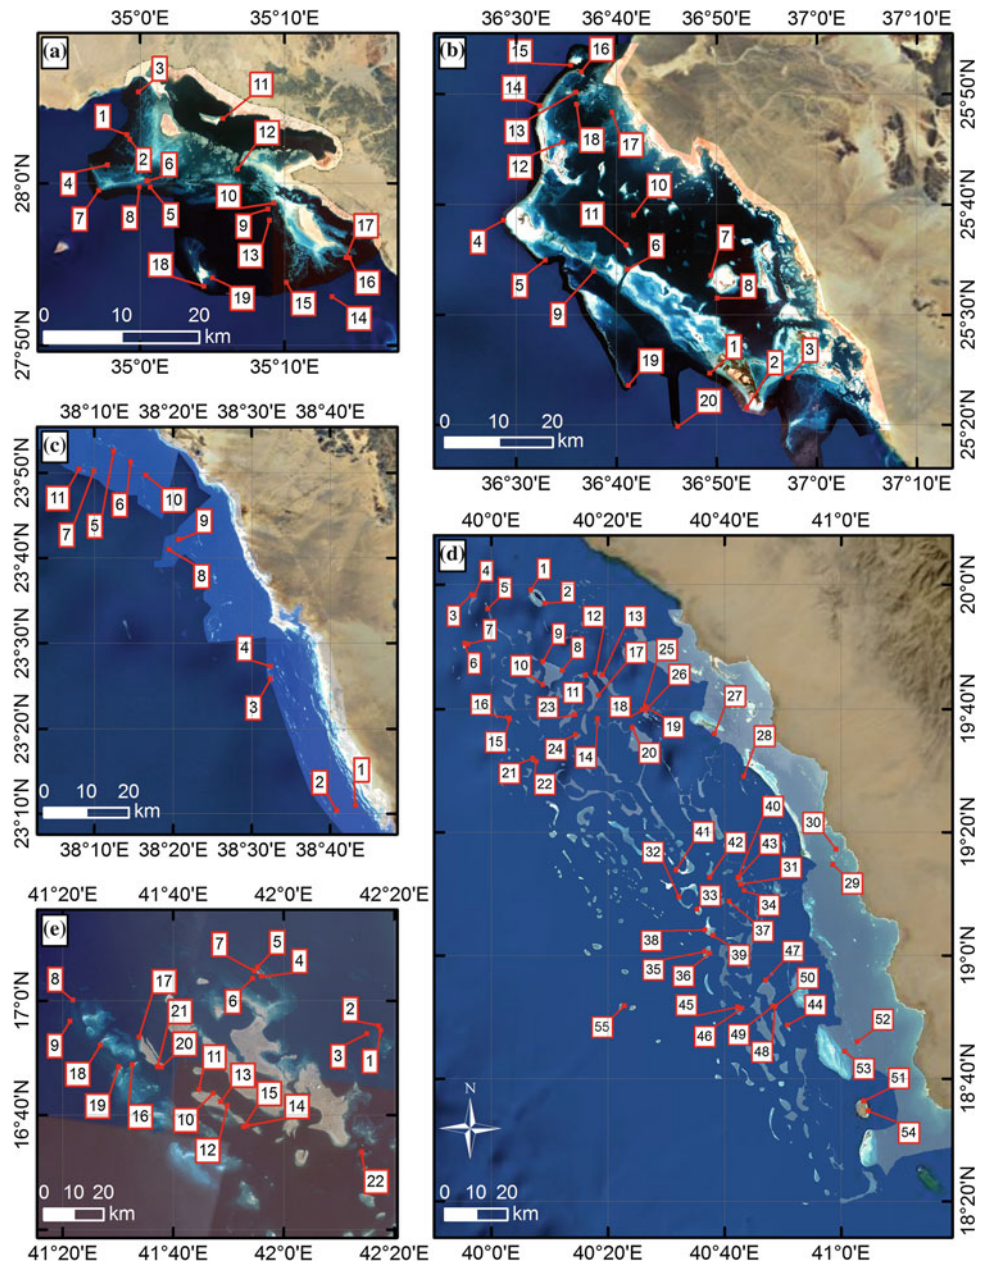 (a)
35°0'E 35°10'E
3
11
1
12
2 6
4
28°0'N
10
7 8 5 9
17
13
18
16
19
15
14
0 10 20
km
27°50'N
35°0'E 35°10'E
(b)
36°30'E 36°40'E 36°50'E 37°0'E 37°10'E
15 16
14
25°50'N
13
18 17
12
10
25°40'N
11
4
6 7
5 8
9
25°30'N
1 3
19 2
20
25°20'N
0 10 20
km
36°30'E 36°40'E 36°50'E 37°0'E 37°10'E
38°10'E 38°20'E 38°30'E 38°40'E
(c)
23°50'N
11 10
6
7 5
9
23°40'N
8
23°30'N
4
3
23°20'N
2 1
23°10'N
0 10 20
km
38°10'E 38°20'E 38°30'E 38°40'E
40°0'E 40°20'E 40°40'E 41°0'E
(d)
4 1
20°0'N
5
3 2
12 13
7 9
8 17 25
6
10 26
11
27
16 23 18 19
19°40'N
15 24 14 20 28
21
22
40
30
41 42 43
19°20'N
32 31
29
33 34
37
38 47
39
35 36 50
19°0'N
45 44
55 46 49
52
48
53
51
18°40'N
54
N
0 10 20
km
18°20'N
40°0'E 40°20'E 40°40'E 41°0'E
41°20'E 41°40'E 42°0'E 42°20'E
(e)
7 5
4
8 17
6
17°0'N
21 2
9
20 3 1
11
18 13
15
19 16 10 14
16°40'N
12
22
0 10 20
km
41°20'E 41°40'E 42°0'E 42°20'E